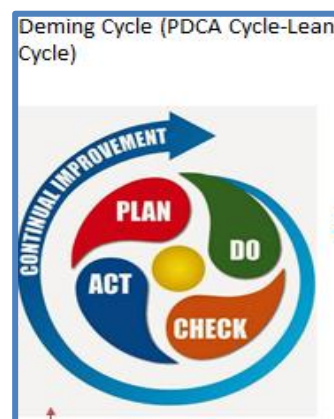 Deming Cycle (PDCA Cycle-Lean
Cycle)
CONTINUAL IMPROVEMENT
PLAN
DO
ACT
CHECK